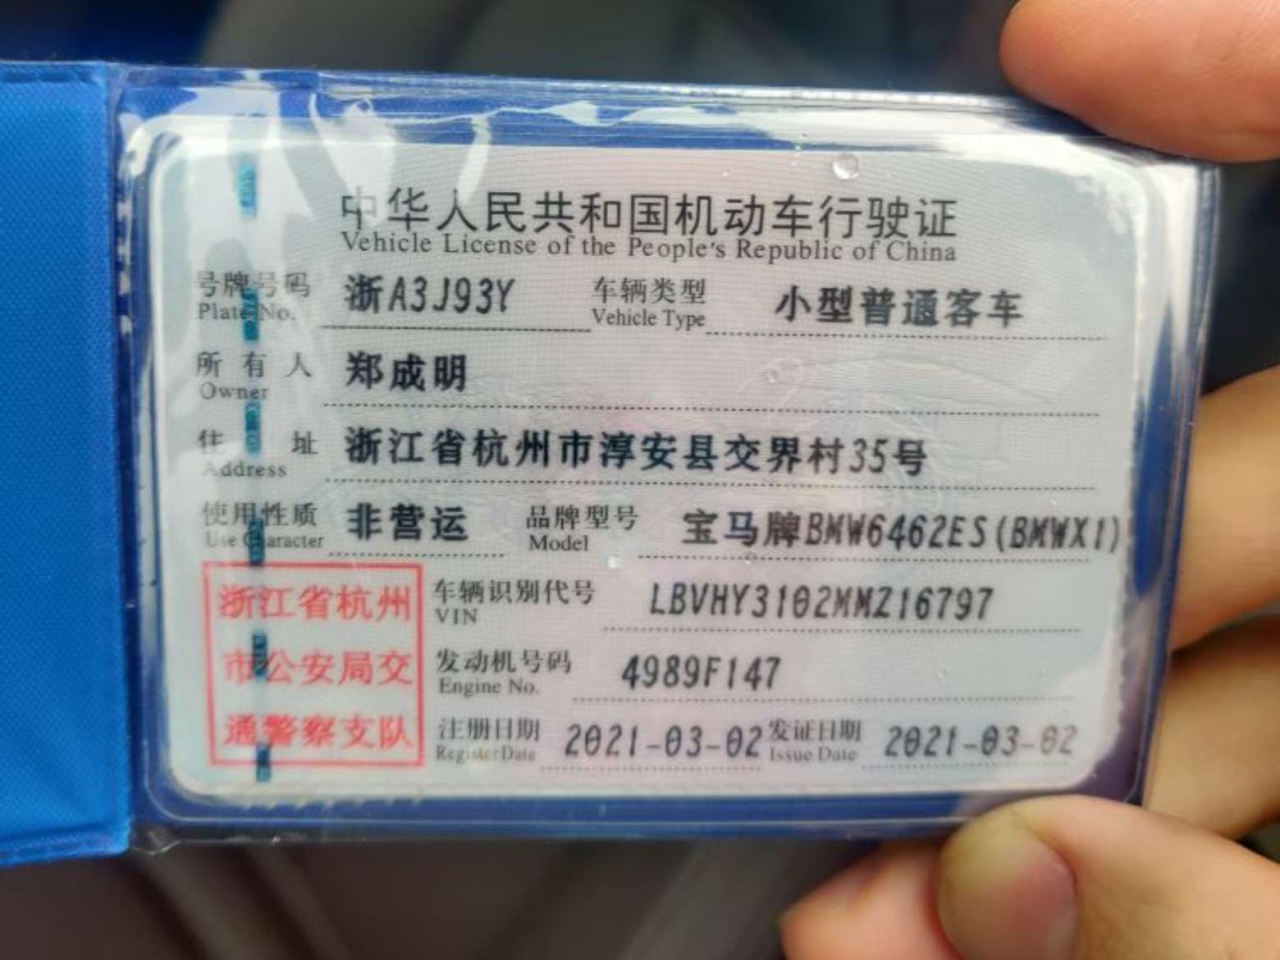 中华人民共和国机动车行驶证
Vehicle License of the People's Republic of China
号牌号码 浙A3J93Y 车辆类型 小型普通客车
Plate No. Vehicle Type
所有人 郑成明
Owner
住址 浙江省杭州市淳安县交界村35号
Address
使用性质 非营运 品牌型号 宝马牌BMW6462ES(BMWX1)
Use Character Model
浙江省杭州 车辆识别代号 LBVHY3102MMZ16797
VIN
市公安局交 发动机号码 4989F147
Engine No.
通警察支队 注册日期 2021-03-02 发证日期 2021-03-02
Register Date Issue Date